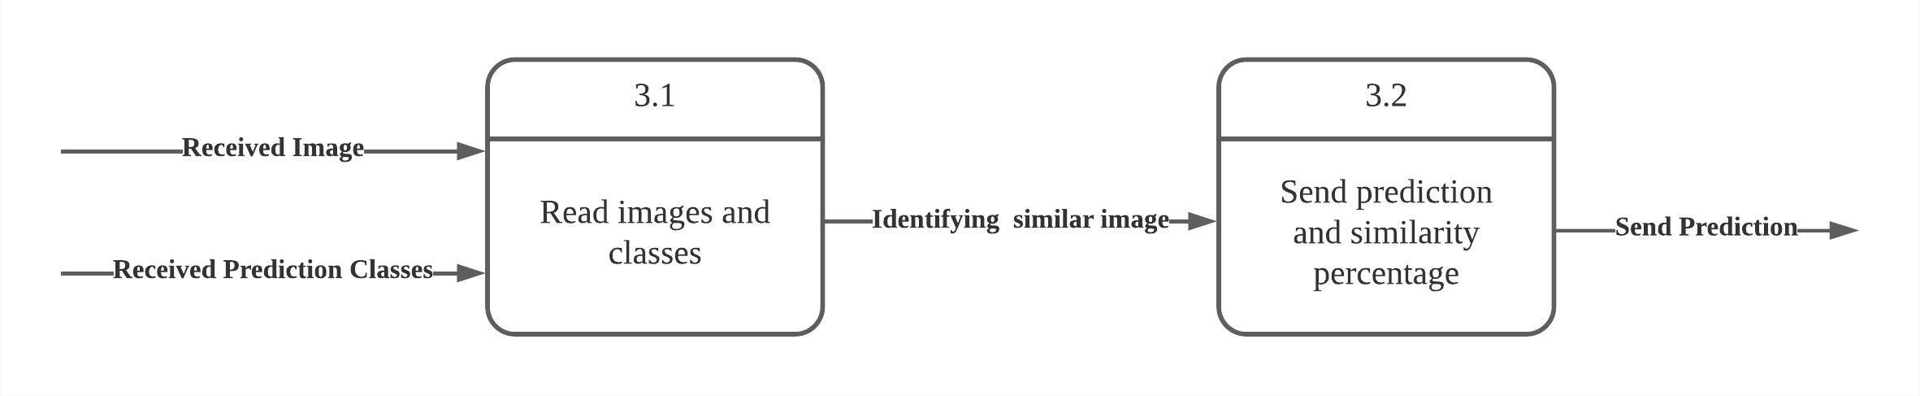 3.1
3.2
Received Image
Received Prediction Classes
Read images and
classes
Identifying similar image
Send prediction
and similarity
percentage
Send Prediction